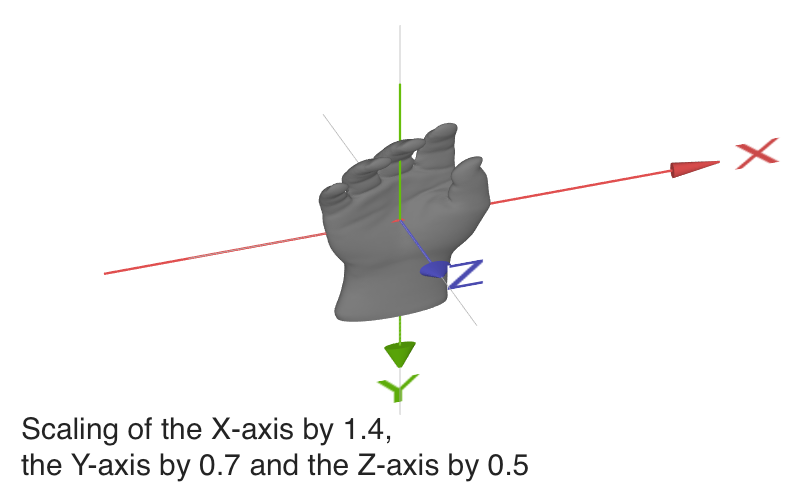 X
Z
Y
Scaling of the X-axis by 1.4,
the Y-axis by 0.7 and the Z-axis by 0.5